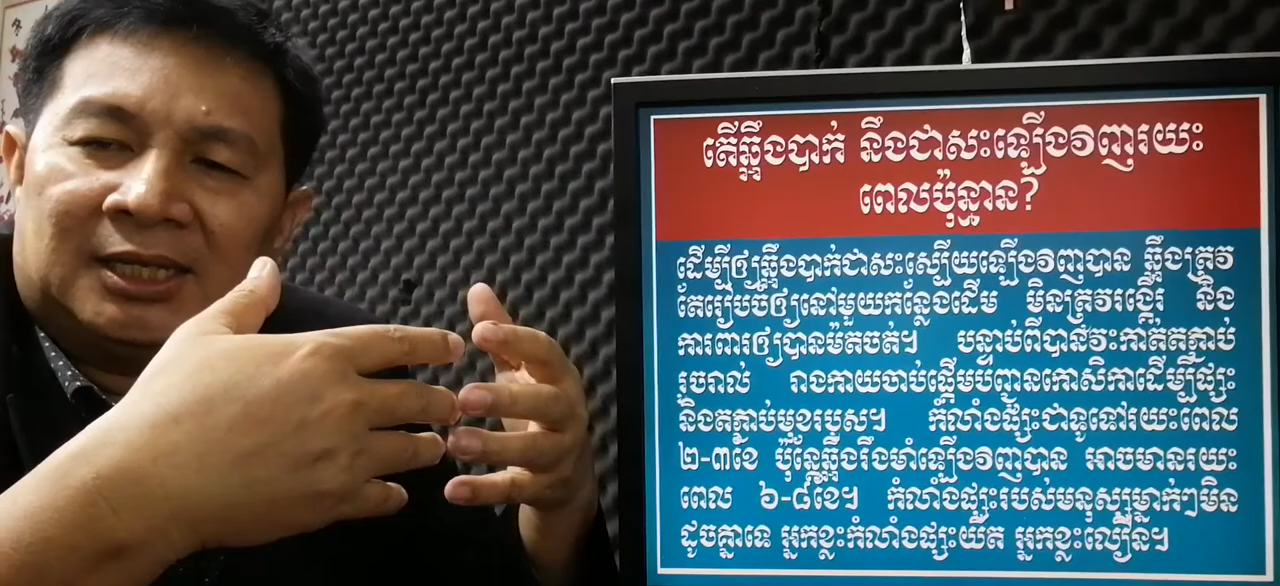 តើឆ្អឹងបាក់ នឹងជាសះឡើងវិញរយៈ
ពេលប៉ុន្មាន?
ដើម្បីឲ្យឆ្អឹងបាក់ជាសះស្បើយឡើងវិញបាន ឆ្អឹងត្រូវ
តែរៀបចំឲ្យនៅមួយកន្លែងដើម មិនត្រូវរង្គើរ និង
ការពារឲ្យបានម៉ត់ចត់។ បន្ទាប់ពីបានវះកាត់តភ្ជាប់
រួចរាល់ រាងកាយចាប់ផ្តើមបញ្ជូនកោសិកាដើម្បីផ្សះ
និងតភ្ជាប់មុខរបួស។ កំលាំងផ្សះជាទូទៅរយៈពេល
២-៣ខែ ប៉ុន្តែឆ្អឹងរឹងមាំឡើងវិញបាន អាចមានរយៈ
ពេល ៦-៨ខែ។ កំលាំងផ្សះរបស់មនុស្សម្នាក់ៗមិន
ដូចគ្នាទេ អ្នកខ្លះកំលាំងផ្សះយឺត អ្នកខ្លះលឿន។